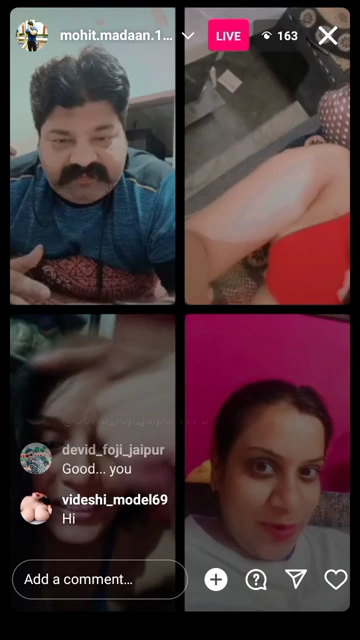 mohit.madaan.1...
LIVE
163
devid_foji_jaipur
Good... you
videshi_model69
Hi
Add a comment...